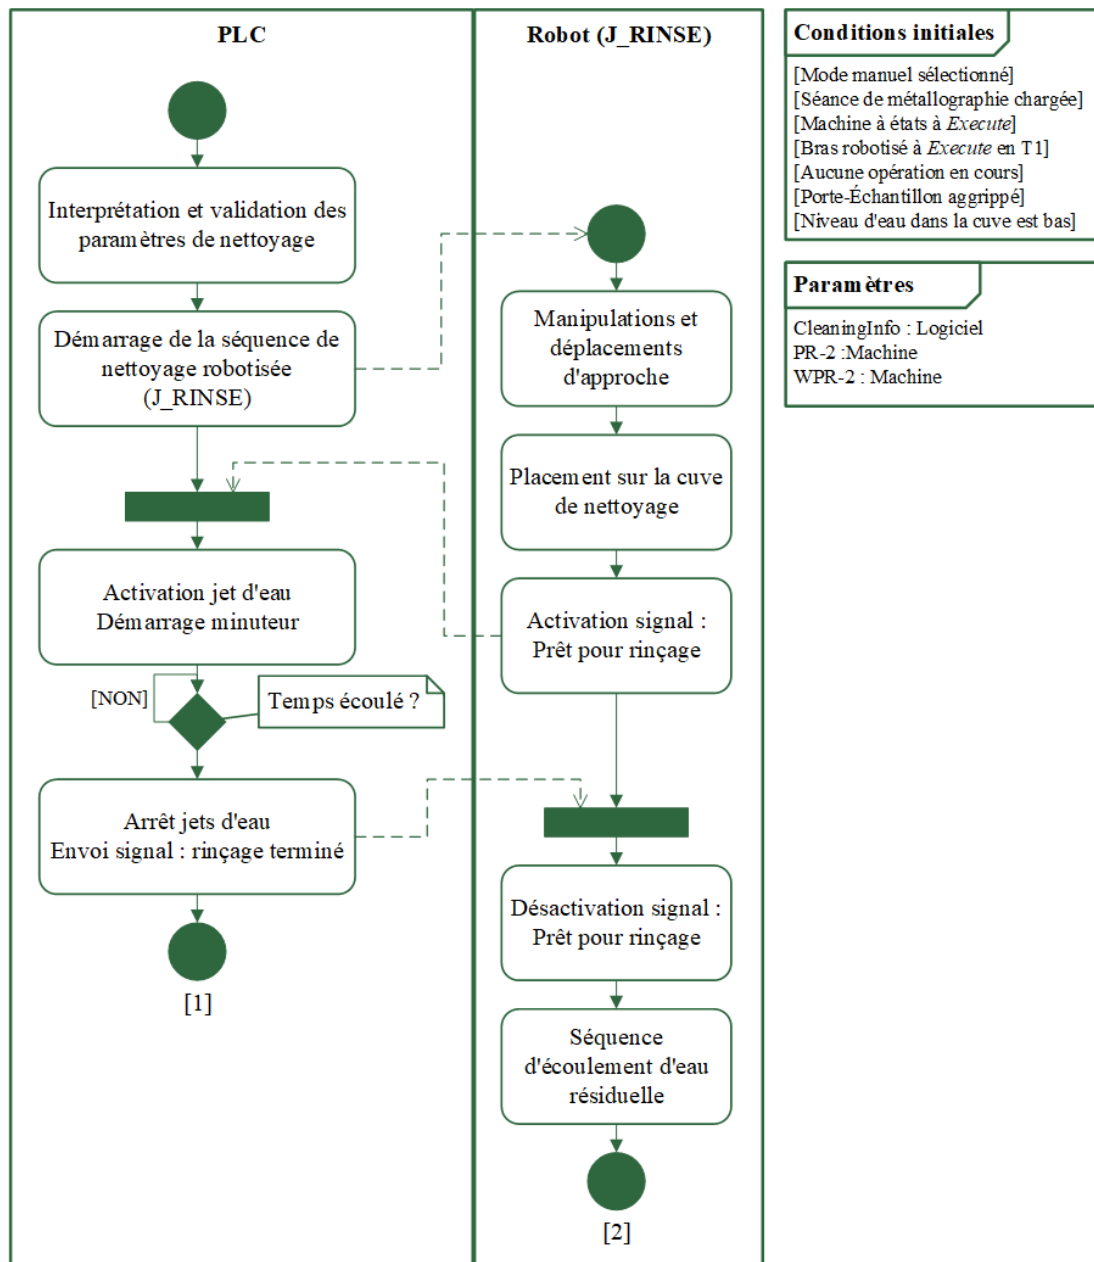 PLC
Interprétation et validation des
paramètres de nettoyage
Démarrage de la séquence de
nettoyage robotisée
(J_RINSE)
Activation jet d'eau
Démarrage minuteur
[NON]
Temps écoulé ?
Arrêt jets d'eau
Envoi signal : rinçage terminé
[1]
Robot (J_RINSE)
Manipulations et
déplacements
d'approche
Placement sur la cuve
de nettoyage
Activation signal :
Prêt pour rinçage
Désactivation signal :
Prêt pour rinçage
Séquence
d'écoulement d'eau
résiduelle
[2]
Conditions initiales
[Mode manuel sélectionné]
[Séance de métallographie chargée]
[Machine à états à Execute]
[Bras robotisé à Execute en T1]
[Aucune opération en cours]
[Porte-Échantillon aggrippé]
[Niveau d'eau dans la cuve est bas]
Paramètres
CleaningInfo : Logiciel
PR-2 :Machine
WPR-2 : Machine